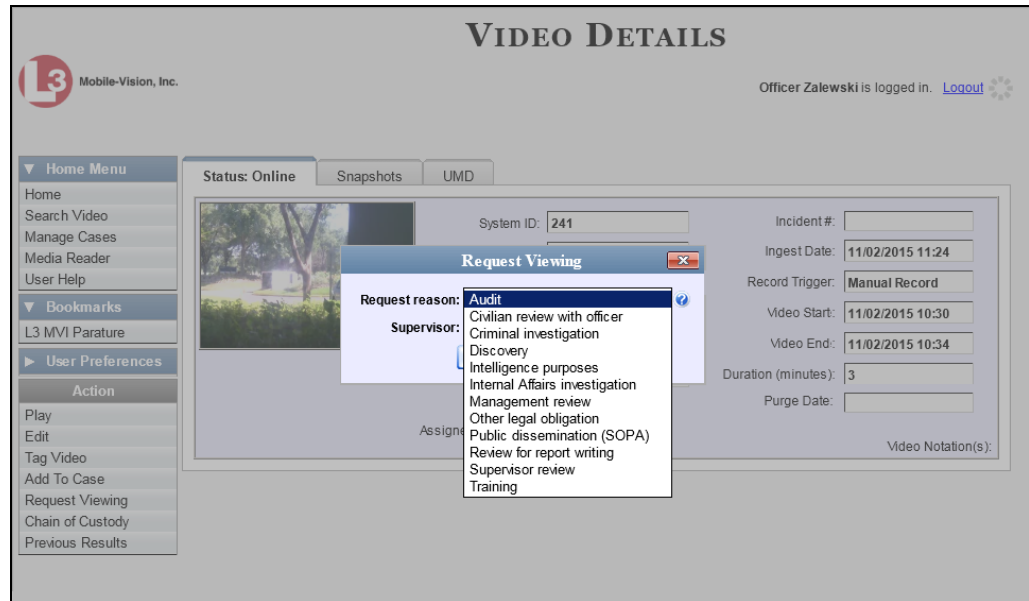 VIDEO DETAILS
L3 Mobile-Vision, Inc.
Officer Zalewski is logged in. Logout
▼ Home Menu
Home
Search Video
Manage Cases
Media Reader
User Help
▼ Bookmarks
L3 MVI Parature
► User Preferences
Action
Play
Edit
Tag Video
Add To Case
Request Viewing
Chain of Custody
Previous Results
Status: Online
Snapshots
UMD
System ID: 241
Request Viewing
Request reason: Audit
Civilian review with officer
Criminal investigation
Discovery
Intelligence purposes
Internal Affairs investigation
Management review
Other legal obligation
Public dissemination (SOPA)
Review for report writing
Supervisor review
Training
Supervisor:
Incident #:
Ingest Date: 11/02/2015 11:24
Record Trigger: Manual Record
Video Start: 11/02/2015 10:30
Video End: 11/02/2015 10:34
Duration (minutes): 3
Purge Date:
Video Notation(s):